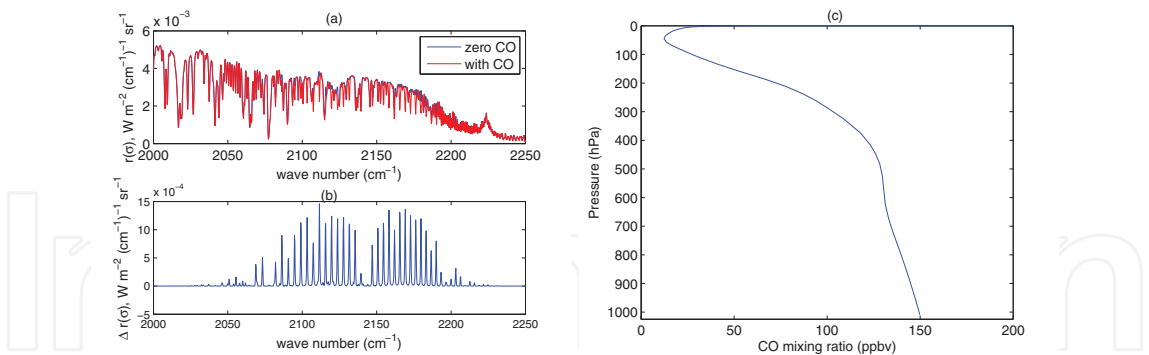 (a)
x 10⁻³
6
4
2
0
r(σ), W m⁻² (cm⁻¹)⁻¹ sr⁻¹
zero CO
with CO
2000 2050 2100 2150 2200 2250
wave number (cm⁻¹)
(b)
x 10⁻⁴
15
10
5
0
−5
Δ r(σ), W m⁻² (cm⁻¹)⁻¹ sr⁻¹
2000 2050 2100 2150 2200 2250
wave number (cm⁻¹)
(c)
0
100
200
300
400
500
600
700
800
900
1000
Pressure (hPa)
0 50 100 150 200
CO mixing ratio (ppbv)